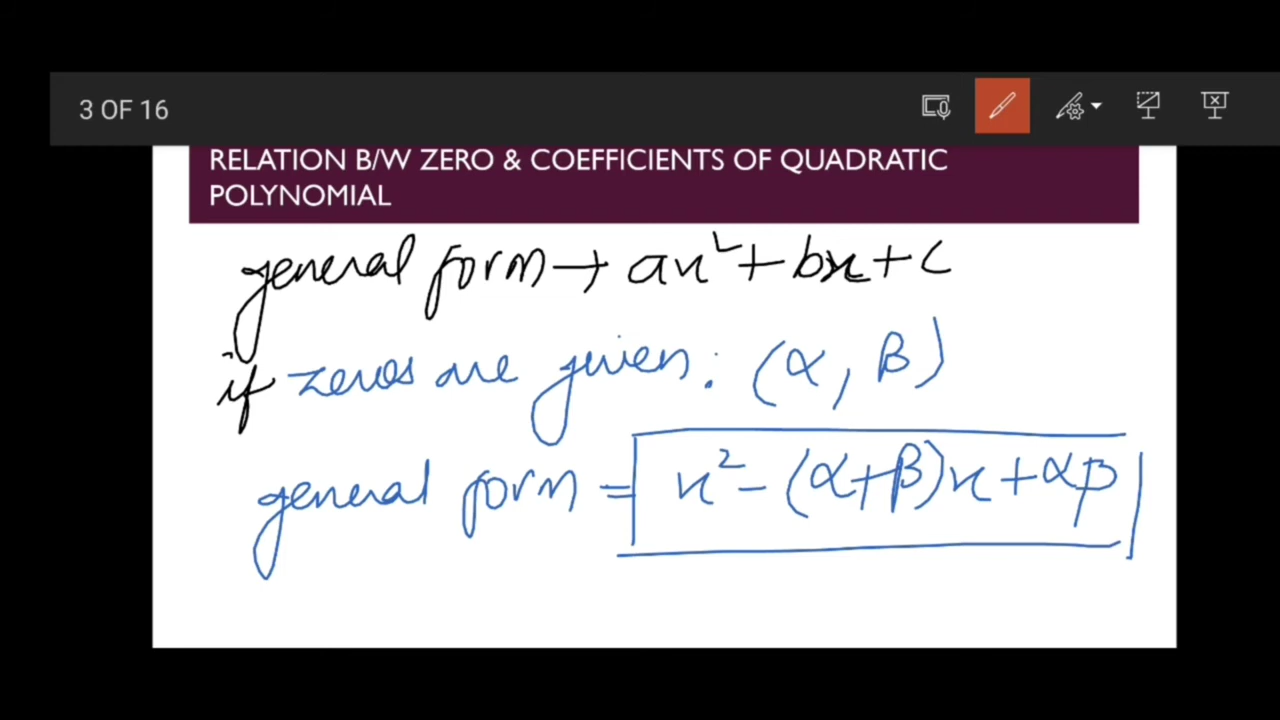 3 OF 16
RELATION B/W ZERO & COEFFICIENTS OF QUADRATIC
POLYNOMIAL
general form → ax² + bx + c
if zeros are given : (α, β)
general form = x² - (α+β)x + αβ